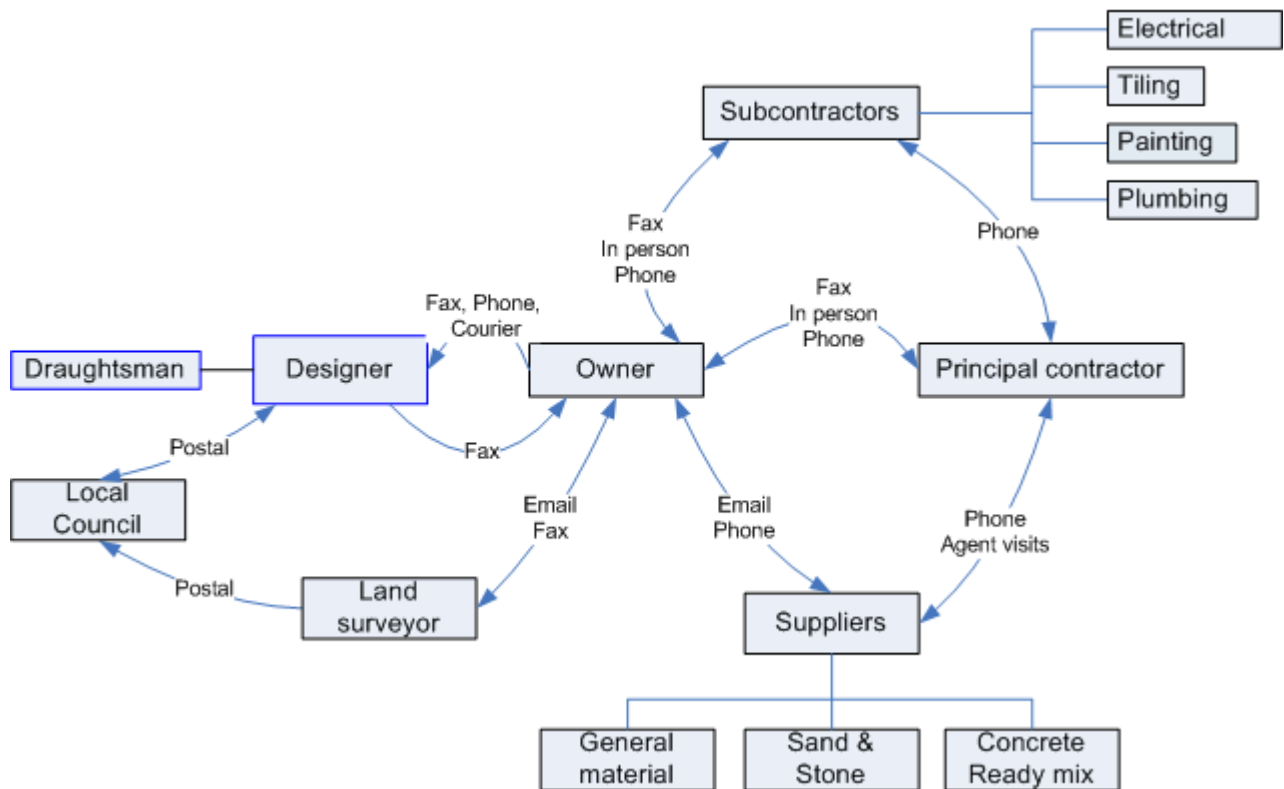 Electrical
Subcontractors
Tiling
Painting
Plumbing
Fax
In person
Phone
Phone
Fax, Phone,
Courier
Fax
In person
Phone
Draughtsman
Designer
Owner
Principal contractor
Postal
Fax
Local
Council
Email
Fax
Email
Phone
Phone
Agent visits
Postal
Land
surveyor
Suppliers
General
material
Sand &
Stone
Concrete
Ready mix